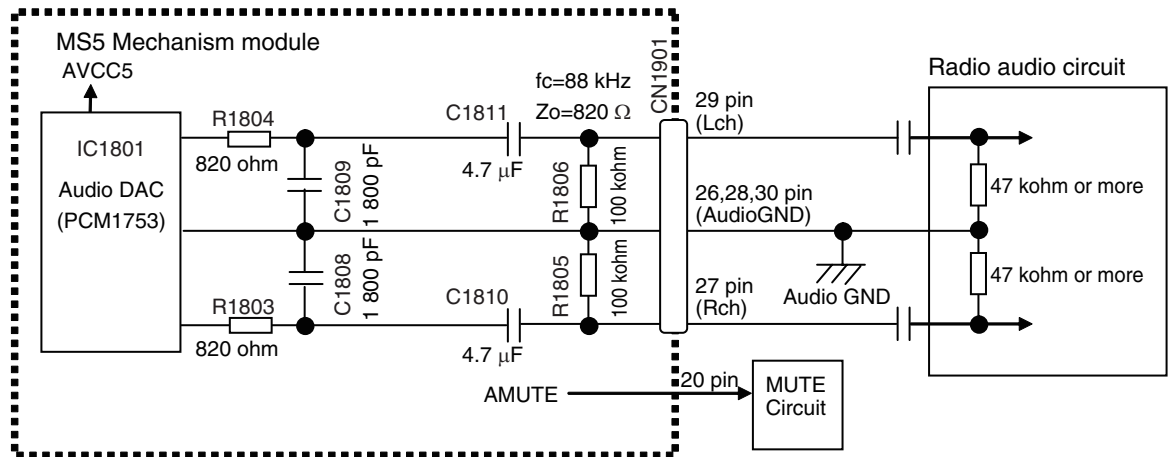 MS5 Mechanism module
AVCC5
IC1801
Audio DAC
(PCM1753)
R1804
820 ohm
C1809
1 800 pF
C1811
4.7 μF
fc=88 kHz
Zo=820 Ω
R1806
100 kohm
CN1901
29 pin
(Lch)
26,28,30 pin
(AudioGND)
Audio GND
27 pin
(Rch)
Radio audio circuit
47 kohm or more
47 kohm or more
C1808
1 800 pF
R1803
820 ohm
C1810
4.7 μF
R1805
100 kohm
AMUTE
20 pin
MUTE
Circuit